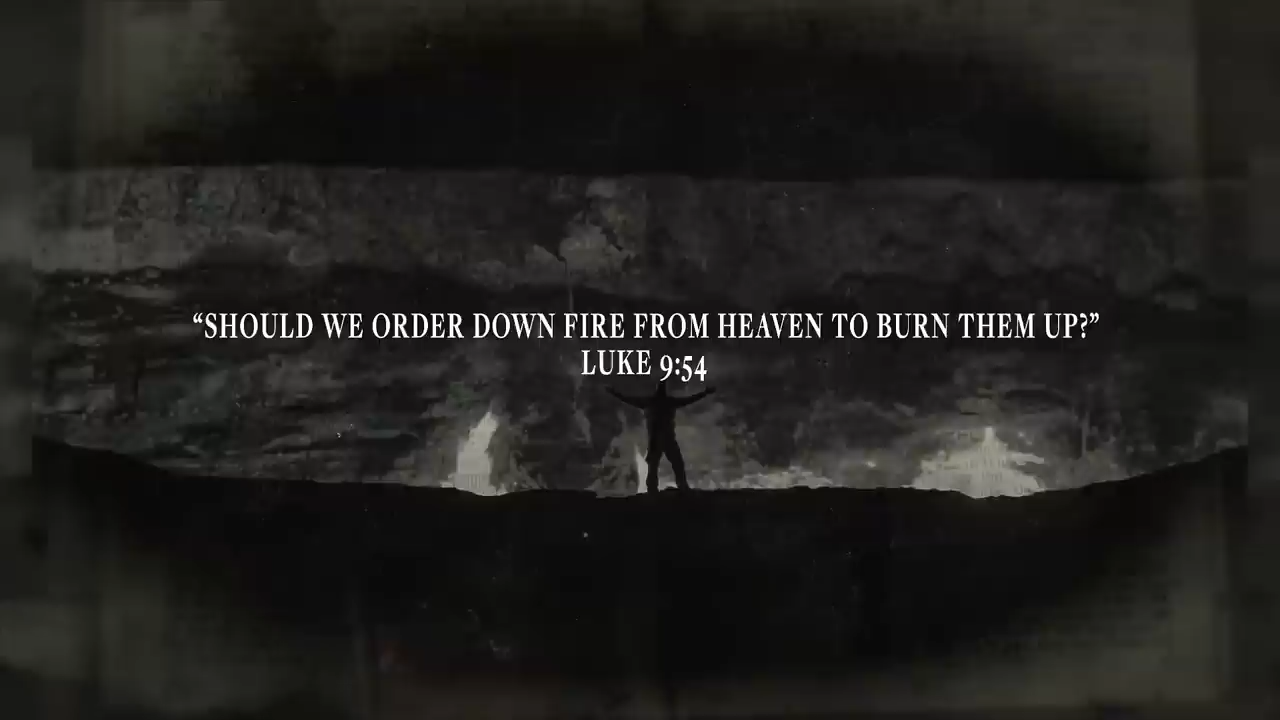 “SHOULD WE ORDER DOWN FIRE FROM HEAVEN TO BURN THEM UP?”
LUKE 9:54